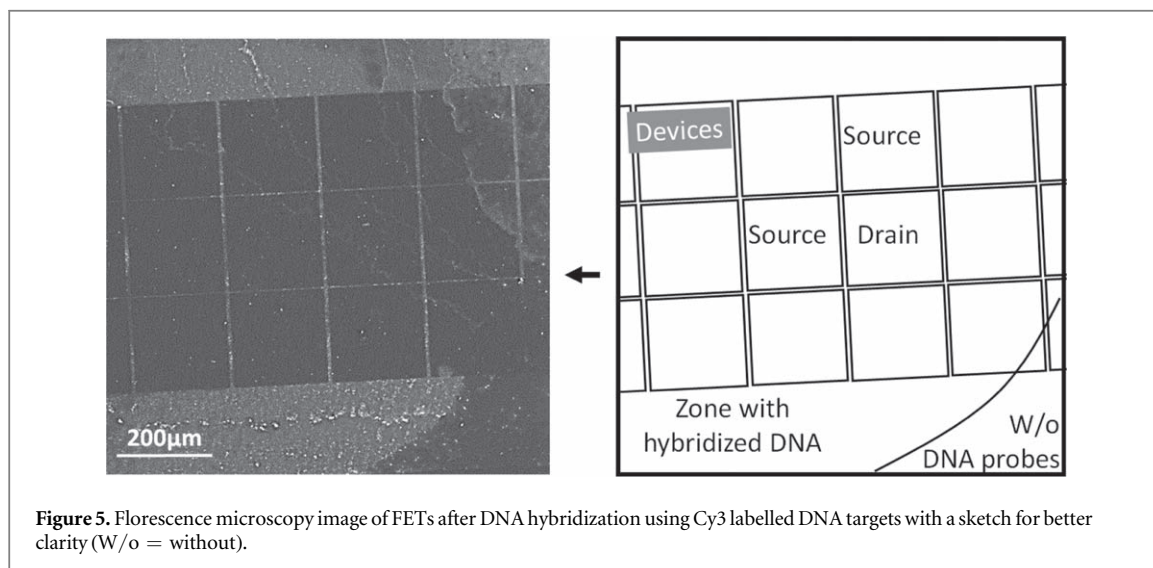 200µm
Devices
Source
Source
Drain
Zone with
hybridized DNA
W/o
DNA probes
Figure 5. Florescence microscopy image of FETs after DNA hybridization using Cy3 labelled DNA targets with a sketch for better
clarity (W/o = without).